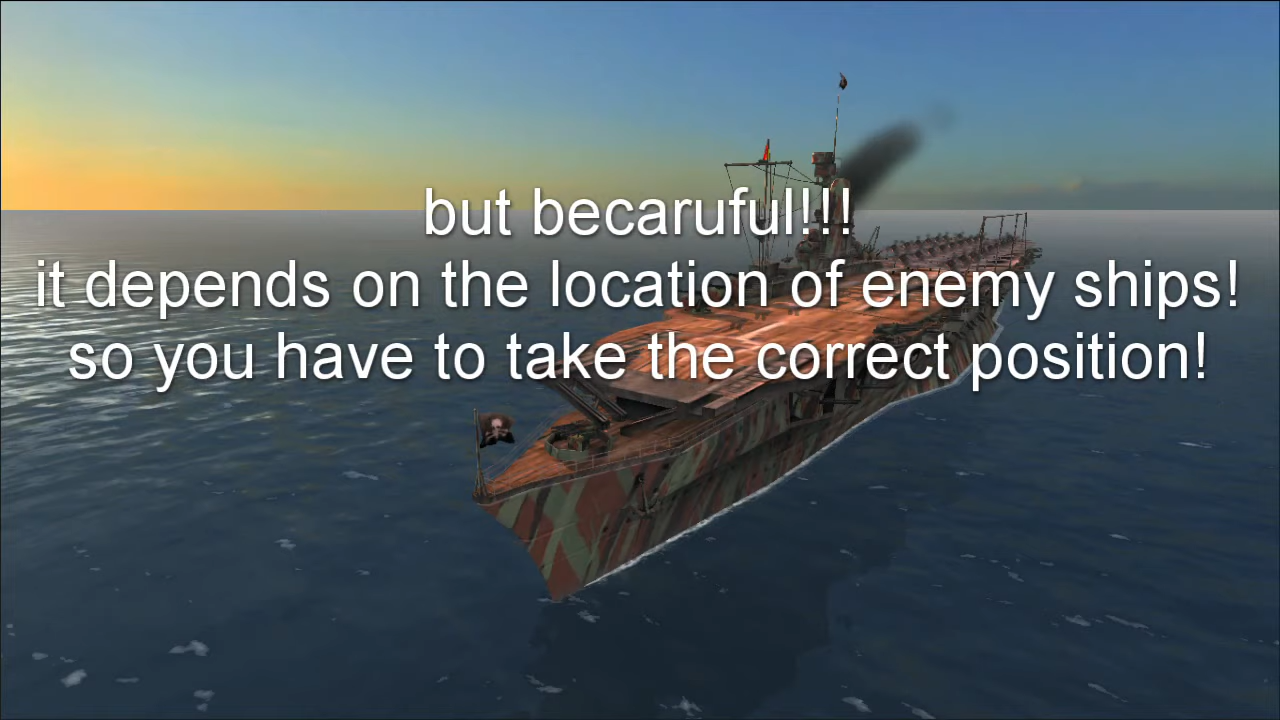 but becaruful!!!
it depends on the location of enemy ships!
so you have to take the correct position!